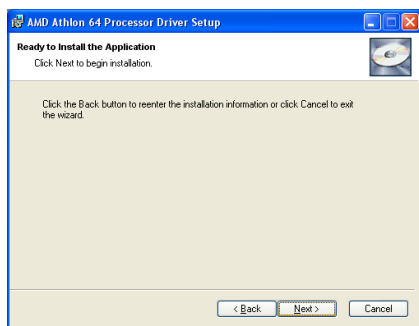 AMD Athlon 64 Processor Driver Setup
Ready to Install the Application
Click Next to begin installation.
Click the Back button to reenter the installation information or click Cancel to exit
the wizard.
< Back
Next >
Cancel